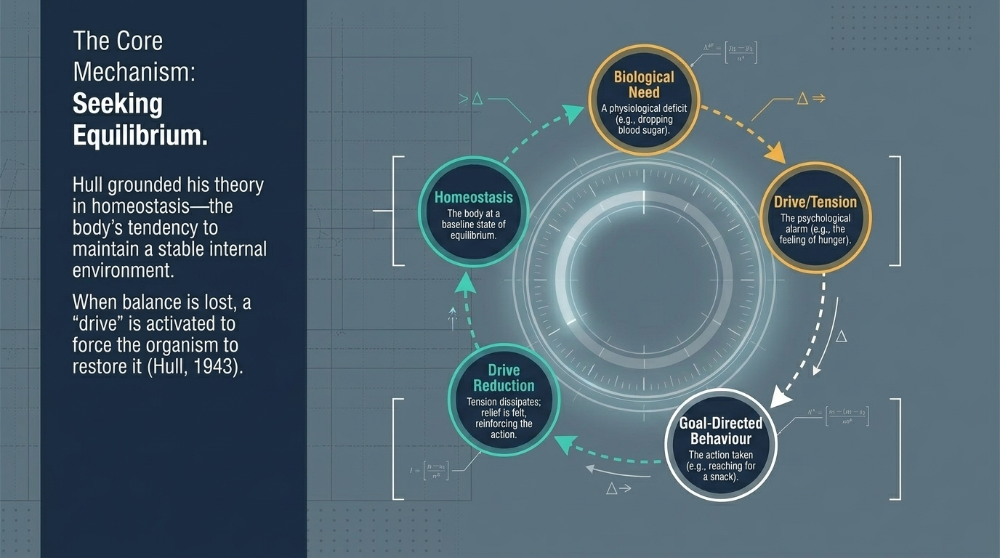 The Core
Mechanism:
Seeking
Equilibrium.
Hull grounded his theory
in homeostasis—the
body's tendency to
maintain a stable internal
environment.
When balance is lost, a
“drive” is activated to
force the organism to
restore it (Hull, 1943).
Biological
Need
A physiological deficit
(e.g., dropping
blood sugar).
Δ ⇒
Drive/Tension
The psychological
alarm (e.g., the
feeling of hunger).
Δ
Goal-Directed
Behaviour
The action taken
(e.g., reaching for
a snack).
Δ→
Drive
Reduction
Tension dissipates;
relief is felt,
reinforcing the
action.
Homeostasis
The body at a
baseline state of
equilibrium.
> Δ